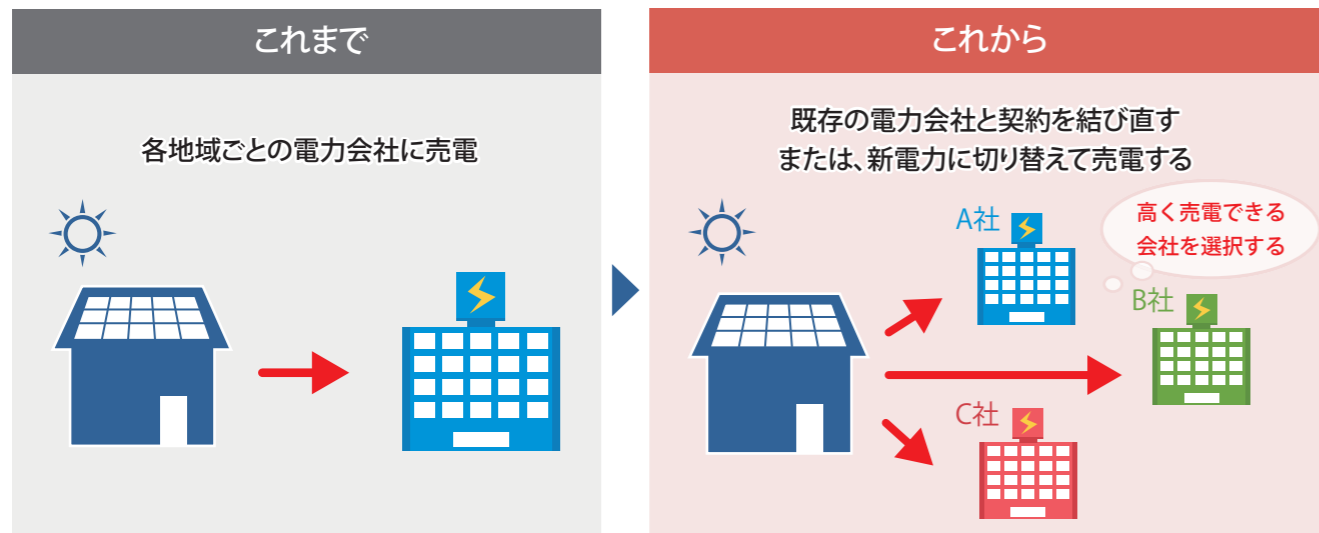 これまで
各地域ごとの電力会社に売電
これから
既存の電力会社と契約を結び直す
または、新電力に切り替えて売電する
A社
高く売電できる
会社を選択する
B社
C社